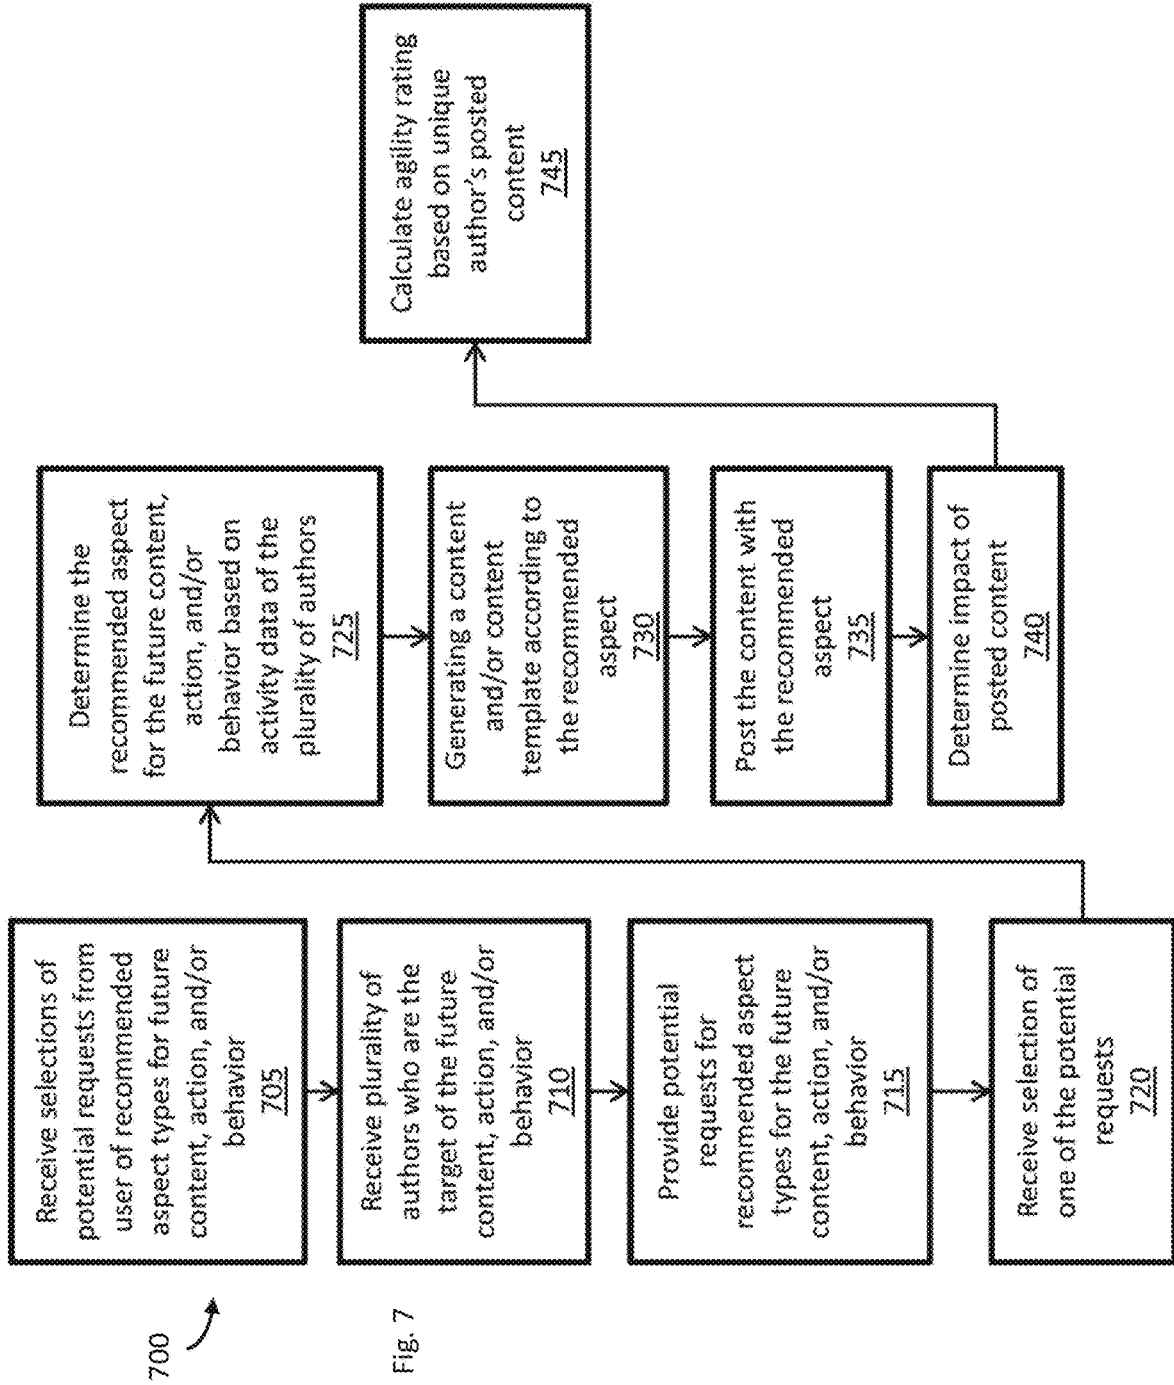 700
Receive selections of
potential requests from
user of recommended
aspect types for future
content, action, and/or
behavior
705
Receive plurality of
authors who are the
target of the future
content, action, and/or
behavior
710
Provide potential
requests for
recommended aspect
types for the future
content, action, and/or
behavior
715
Receive selection of
one of the potential
requests
720
Determine the
recommended aspect
for the future content,
action, and/or
behavior based on
activity data of the
plurality of authors
725
Generating a content
and/or content
template according to
the recommended
aspect
730
Post the content with
the recommended
aspect
735
Determine impact of
posted content
740
Calculate agility rating
based on unique
author's posted
content
745
Fig. 7